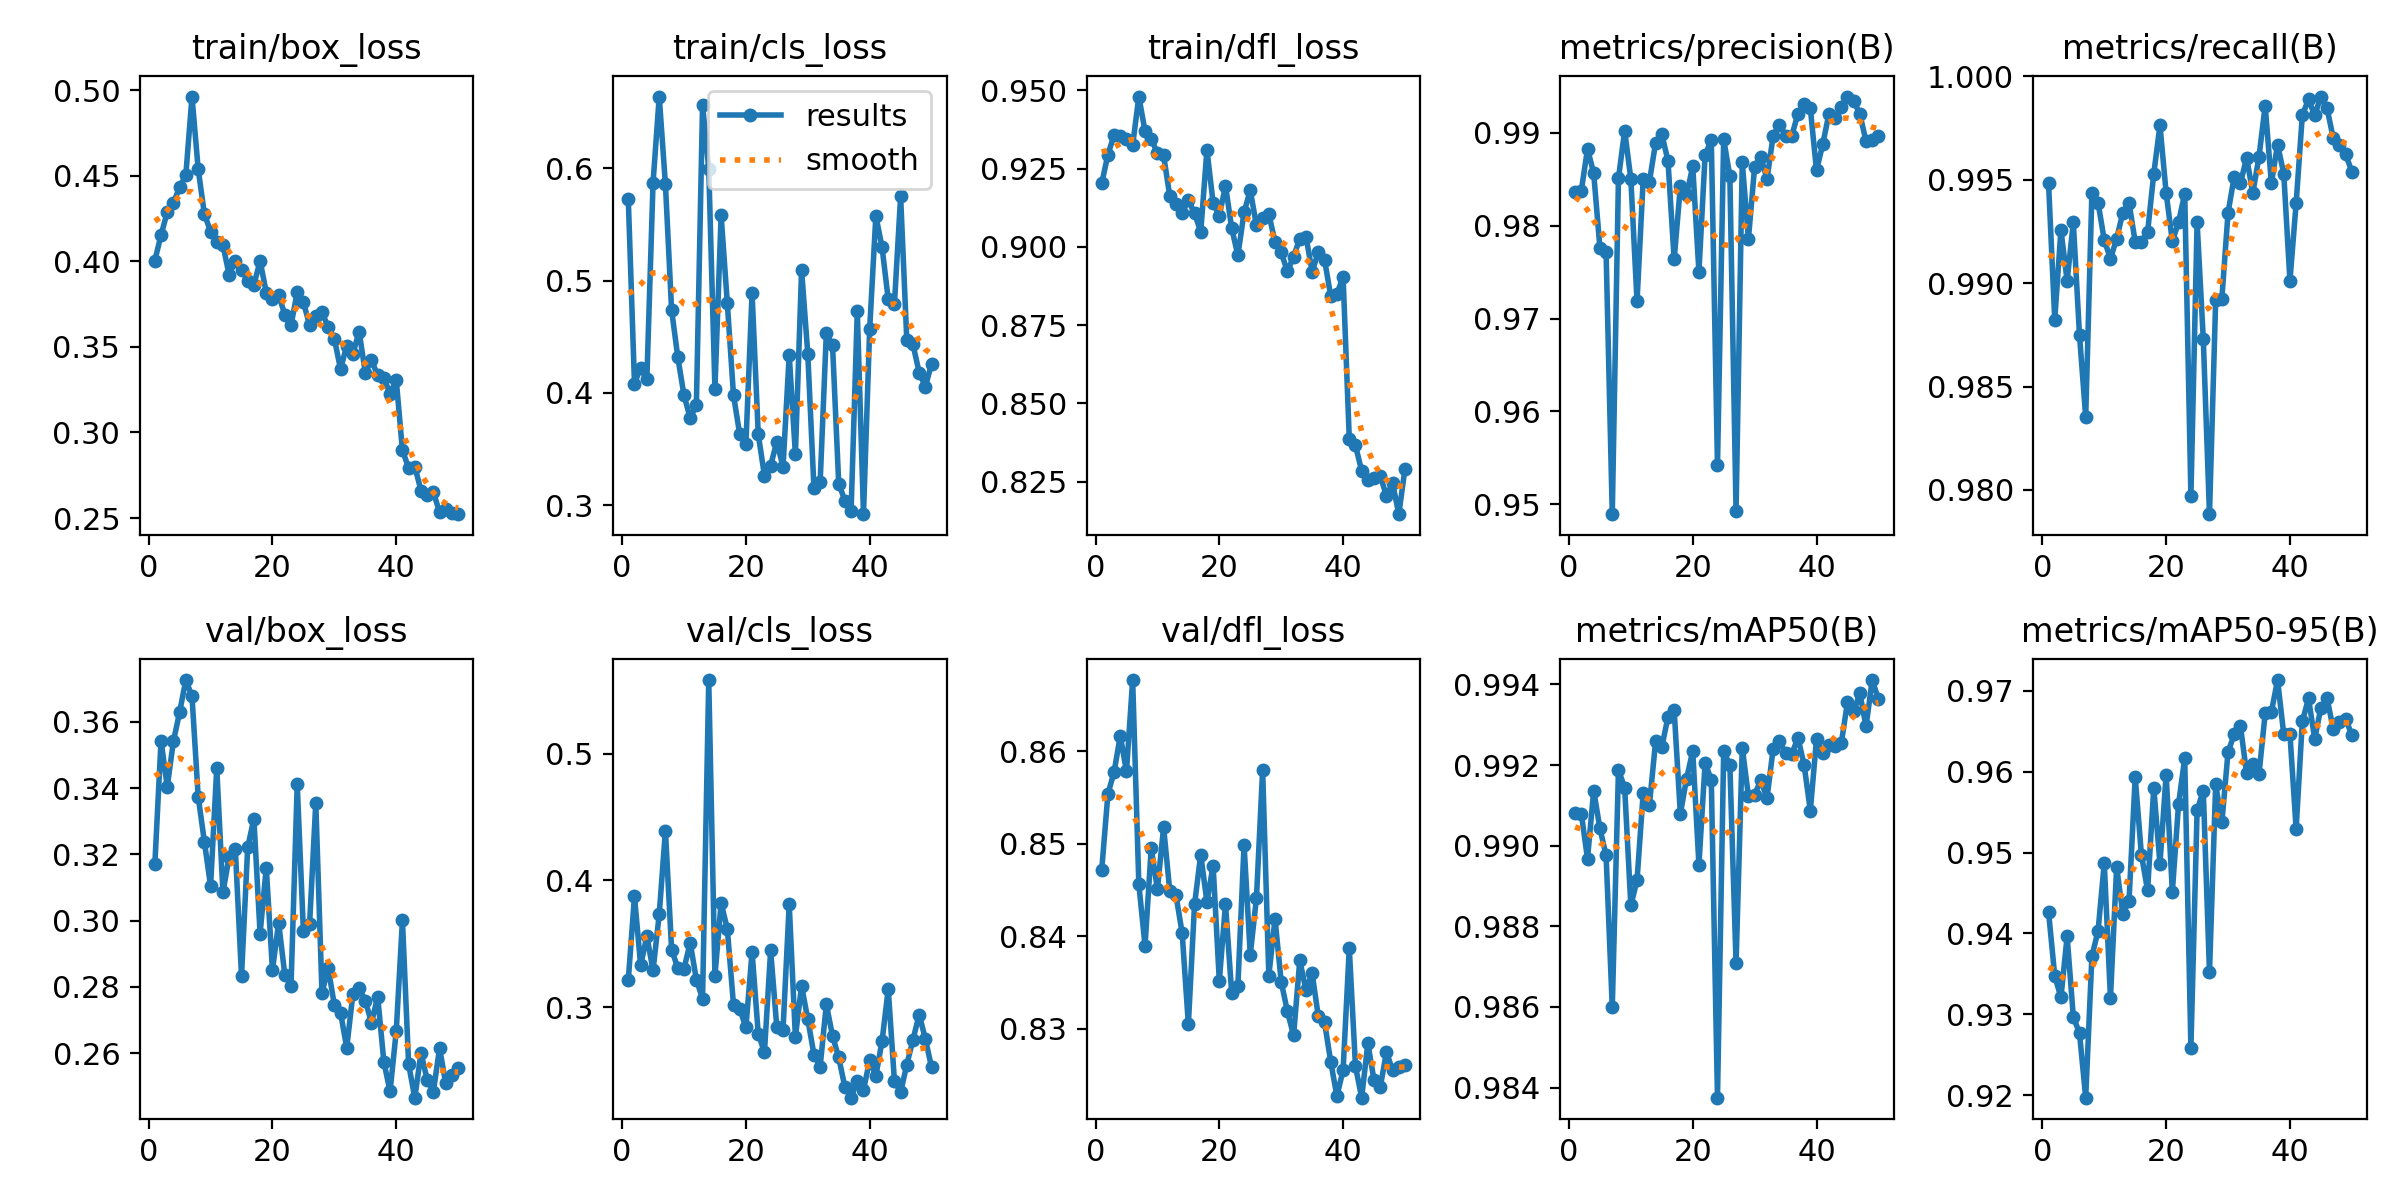 train/box_loss
0.50
0.45
0.40
0.35
0.30
0.25
0 20 40
train/cls_loss
results
smooth
0.6
0.5
0.4
0.3
0 20 40
train/dfl_loss
0.950
0.925
0.900
0.875
0.850
0.825
0 20 40
metrics/precision(B)
0.99
0.98
0.97
0.96
0.95
0 20 40
metrics/recall(B)
1.000
0.995
0.990
0.985
0.980
0 20 40
val/box_loss
0.36
0.34
0.32
0.30
0.28
0.26
0 20 40
val/cls_loss
0.5
0.4
0.3
0 20 40
val/dfl_loss
0.86
0.85
0.84
0.83
0 20 40
metrics/mAP50(B)
0.994
0.992
0.990
0.988
0.986
0.984
0 20 40
metrics/mAP50-95(B)
0.97
0.96
0.95
0.94
0.93
0.92
0 20 40